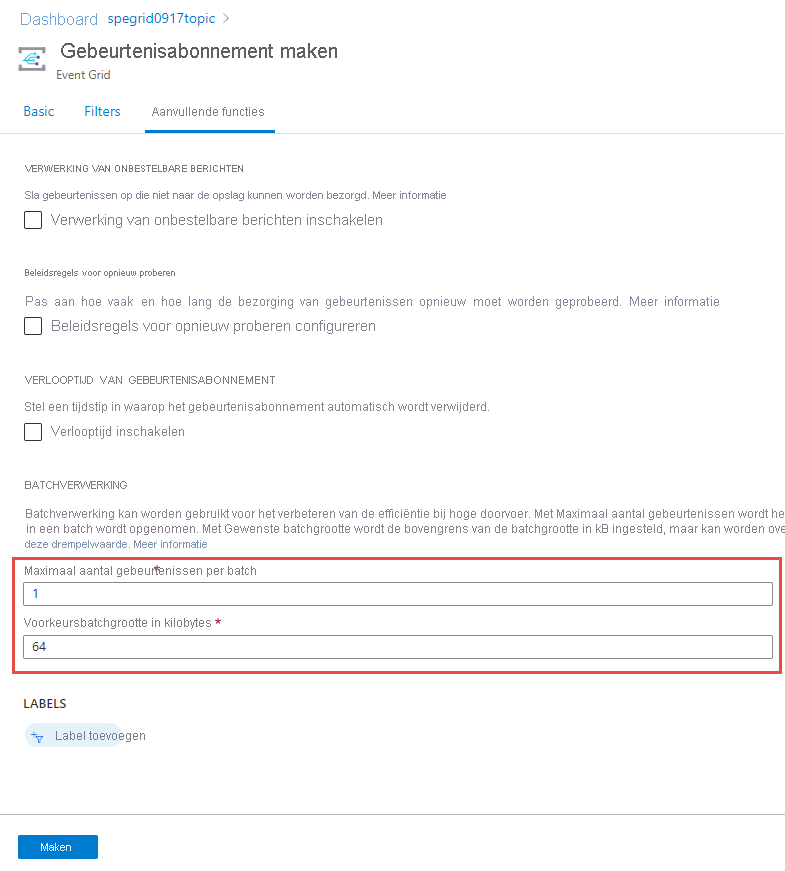 Dashboard spegrid0917topic >
Gebeurtenisabonnement maken
Event Grid
Basic Filters Aanvullende functies
VERWERKING VAN ONBESTELBARE BERICHTEN
Sla gebeurtenissen op die niet naar de opslag kunnen worden bezorgd. Meer informatie
Verwerking van onbestelbare berichten inschakelen
Beleidsregels voor opnieuw proberen
Pas aan hoe vaak en hoe lang de bezorging van gebeurtenissen opnieuw moet worden geprobeerd. Meer informatie
Beleidsregels voor opnieuw proberen configureren
VERLOOPTIJD VAN GEBEURTENISABONNEMENT
Stel een tijdstip in waarop het gebeurtenisabonnement automatisch wordt verwijderd.
Verlooptijd inschakelen
BATCHVERWERKING
Batchverwerking kan worden gebruikt voor het verbeteren van de efficiëntie bij hoge doorvoer. Met Maximaal aantal gebeurtenissen wordt he
in een batch wordt opgenomen. Met Gewenste batchgrootte wordt de bovengrens van de batchgrootte in kB ingesteld, maar kan worden ove
deze drempelwaarde. Meer informatie
Maximaal aantal gebeurtenissen per batch *
1
Voorkeursbatchgrootte in kilobytes *
64
LABELS
Label toevoegen
Maken